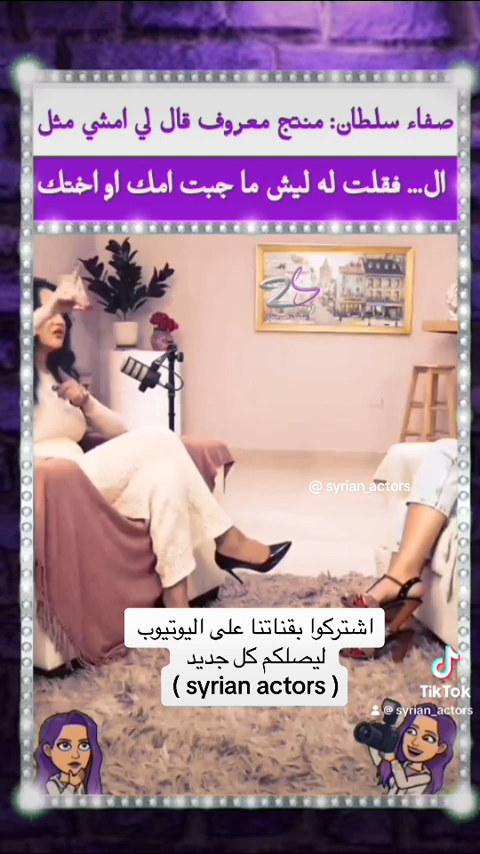 صفاء سلطان: منتج معروف قال لي امشي مثل
ال... فقلت له ليش ما جبت امك او اختك
@ syrian_actors
اشتركوا بقناتنا على اليوتيوب
ليصلكم كل جديد
( syrian actors )
TikTok
@ syrian_actors